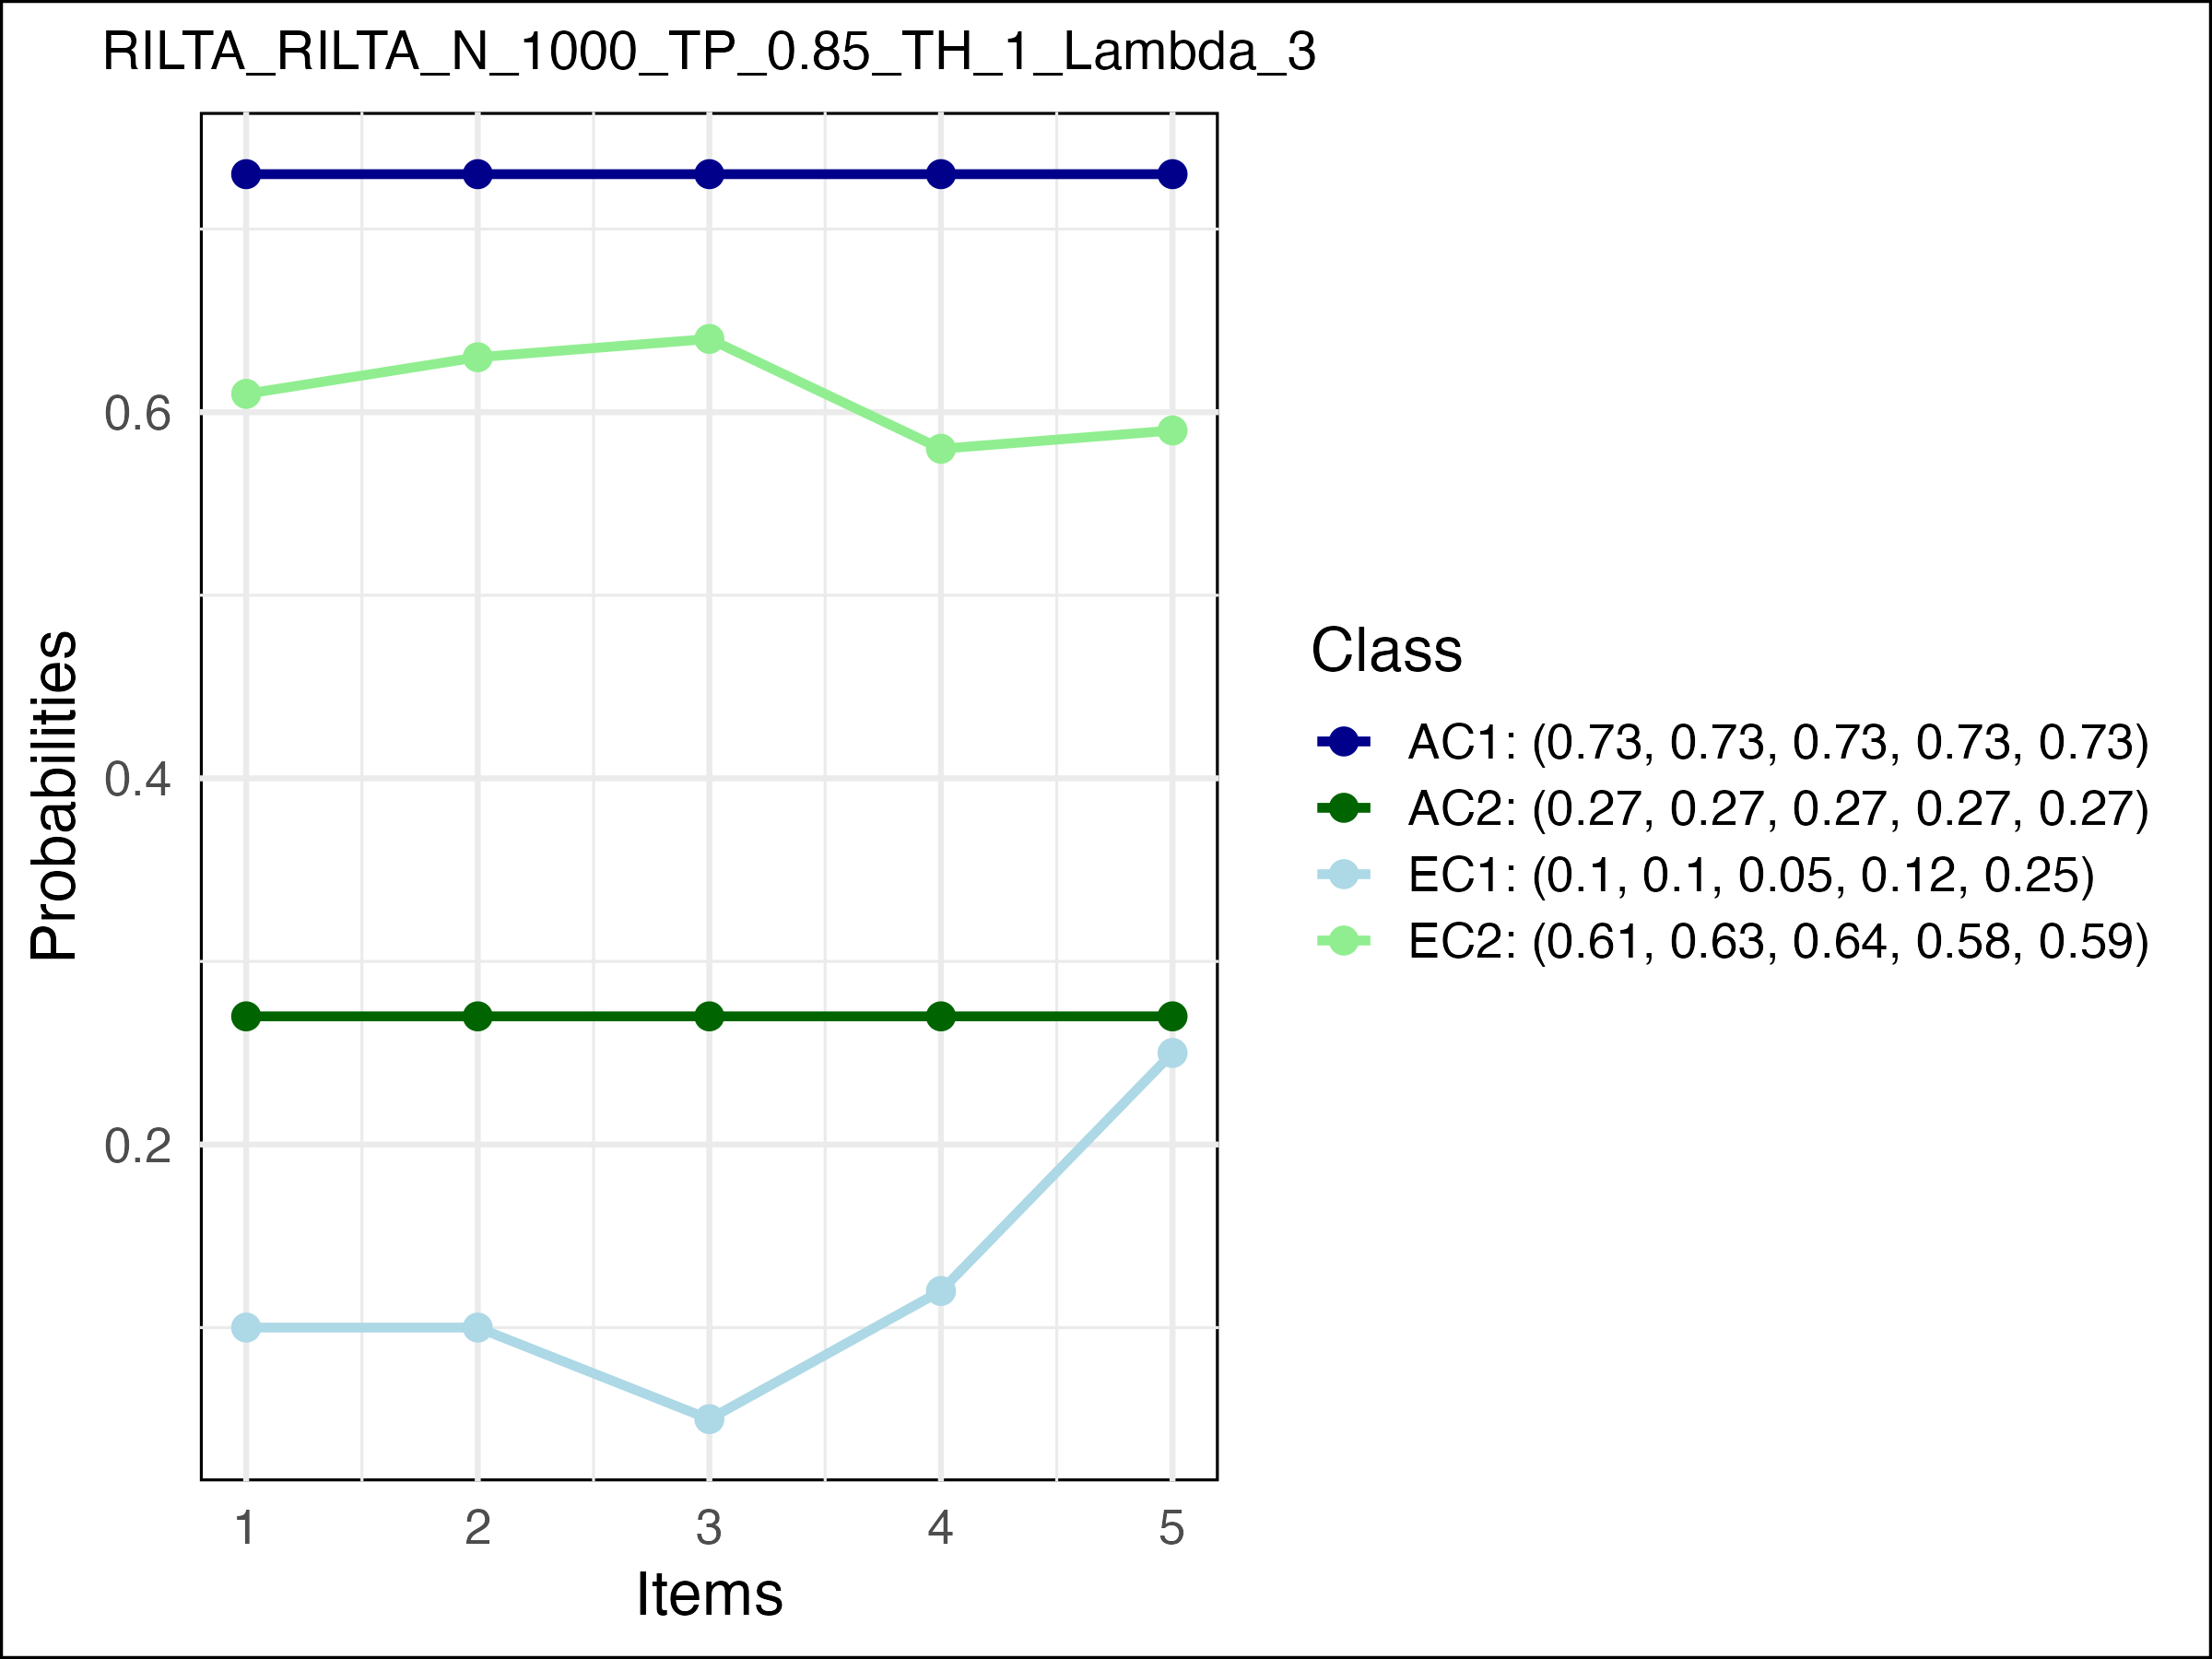 RILTA_RILTA_N_1000_TP_0.85_TH_1_Lambda_3
Probabilities
0.6
0.4
0.2
1 2 3 4 5
Items
Class
AC1: (0.73, 0.73, 0.73, 0.73, 0.73)
AC2: (0.27, 0.27, 0.27, 0.27, 0.27)
EC1: (0.1, 0.1, 0.05, 0.12, 0.25)
EC2: (0.61, 0.63, 0.64, 0.58, 0.59)